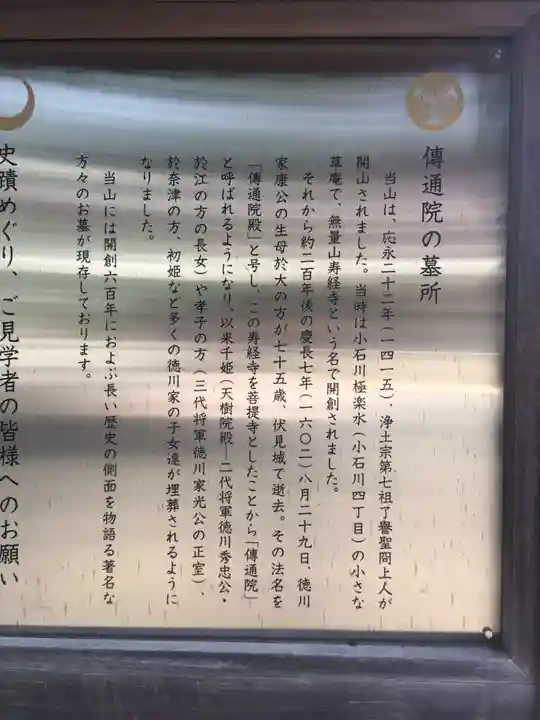 傳通院の墓所
当山は、応永二十二年(一四一五)、浄土宗第七祖了譽聖冏上人が
開山されました。当時は小石川極楽水(小石川四丁目)の小さな
草庵で、無量山寿経寺という名で開創されました。
それから約二百年後の慶長七年(一六〇二)八月二十九日、徳川
家康公の生母於大の方が七十五歳、伏見城で逝去。その法名を
「傳通院殿」と号し、この寿経寺を菩提寺としたことから「傳通院」
と呼ばれるようになり、以来千姫(天樹院殿―二代将軍徳川秀忠公・
於江の方の長女)や孝子の方(三代将軍徳川家光公の正室)、
於奈津の方、初姫など多くの徳川家の子女達が埋葬されるように
なりました。
当山には開創六百年におよぶ長い歴史の側面を物語る著名な
方々のお墓が現存しております。
史蹟めぐり、ご見学者の皆様へのお願い